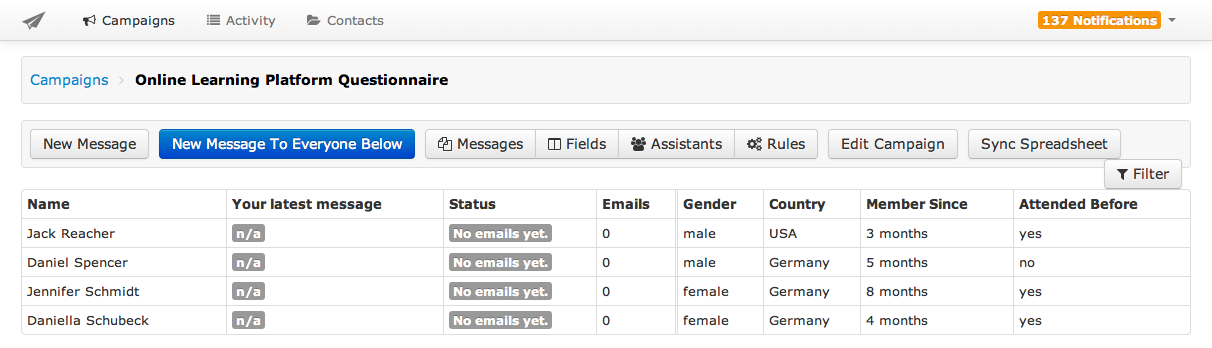 Campaigns Activity Contacts 137 Notifications
Campaigns Online Learning Platform Questionnaire
New Message New Message To Everyone Below Messages Fields Assistants Rules Edit Campaign Sync Spreadsheet
Filter
Name Your latest message Status Emails Gender Country Member Since Attended Before
Jack Reacher n/a No emails yet. 0 male USA 3 months yes
Daniel Spencer n/a No emails yet. 0 male Germany 5 months no
Jennifer Schmidt n/a No emails yet. 0 female Germany 8 months yes
Daniella Schubeck n/a No emails yet. 0 female Germany 4 months yes